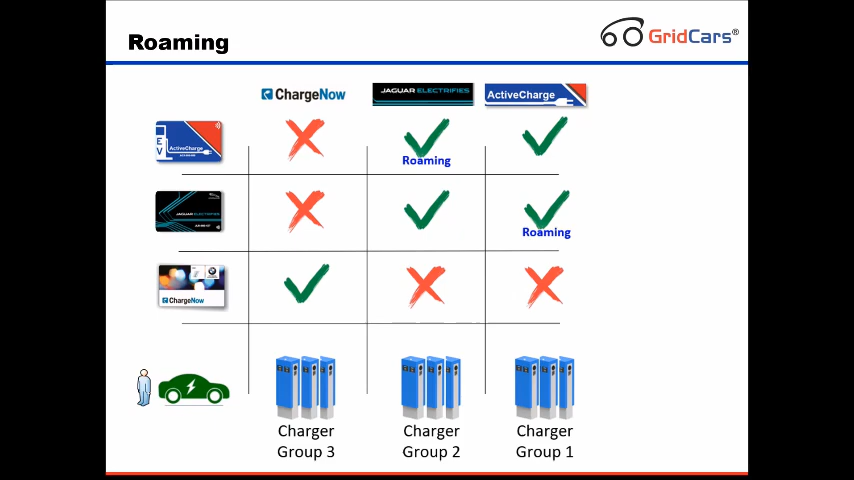 Roaming
GridCars®
ChargeNow
JAGUAR ELECTRIFIES
ActiveCharge
EV
ActiveCharge
Roaming
JAGUAR ELECTRIFIES
Roaming
ChargeNow
Charger
Group 3
Charger
Group 2
Charger
Group 1